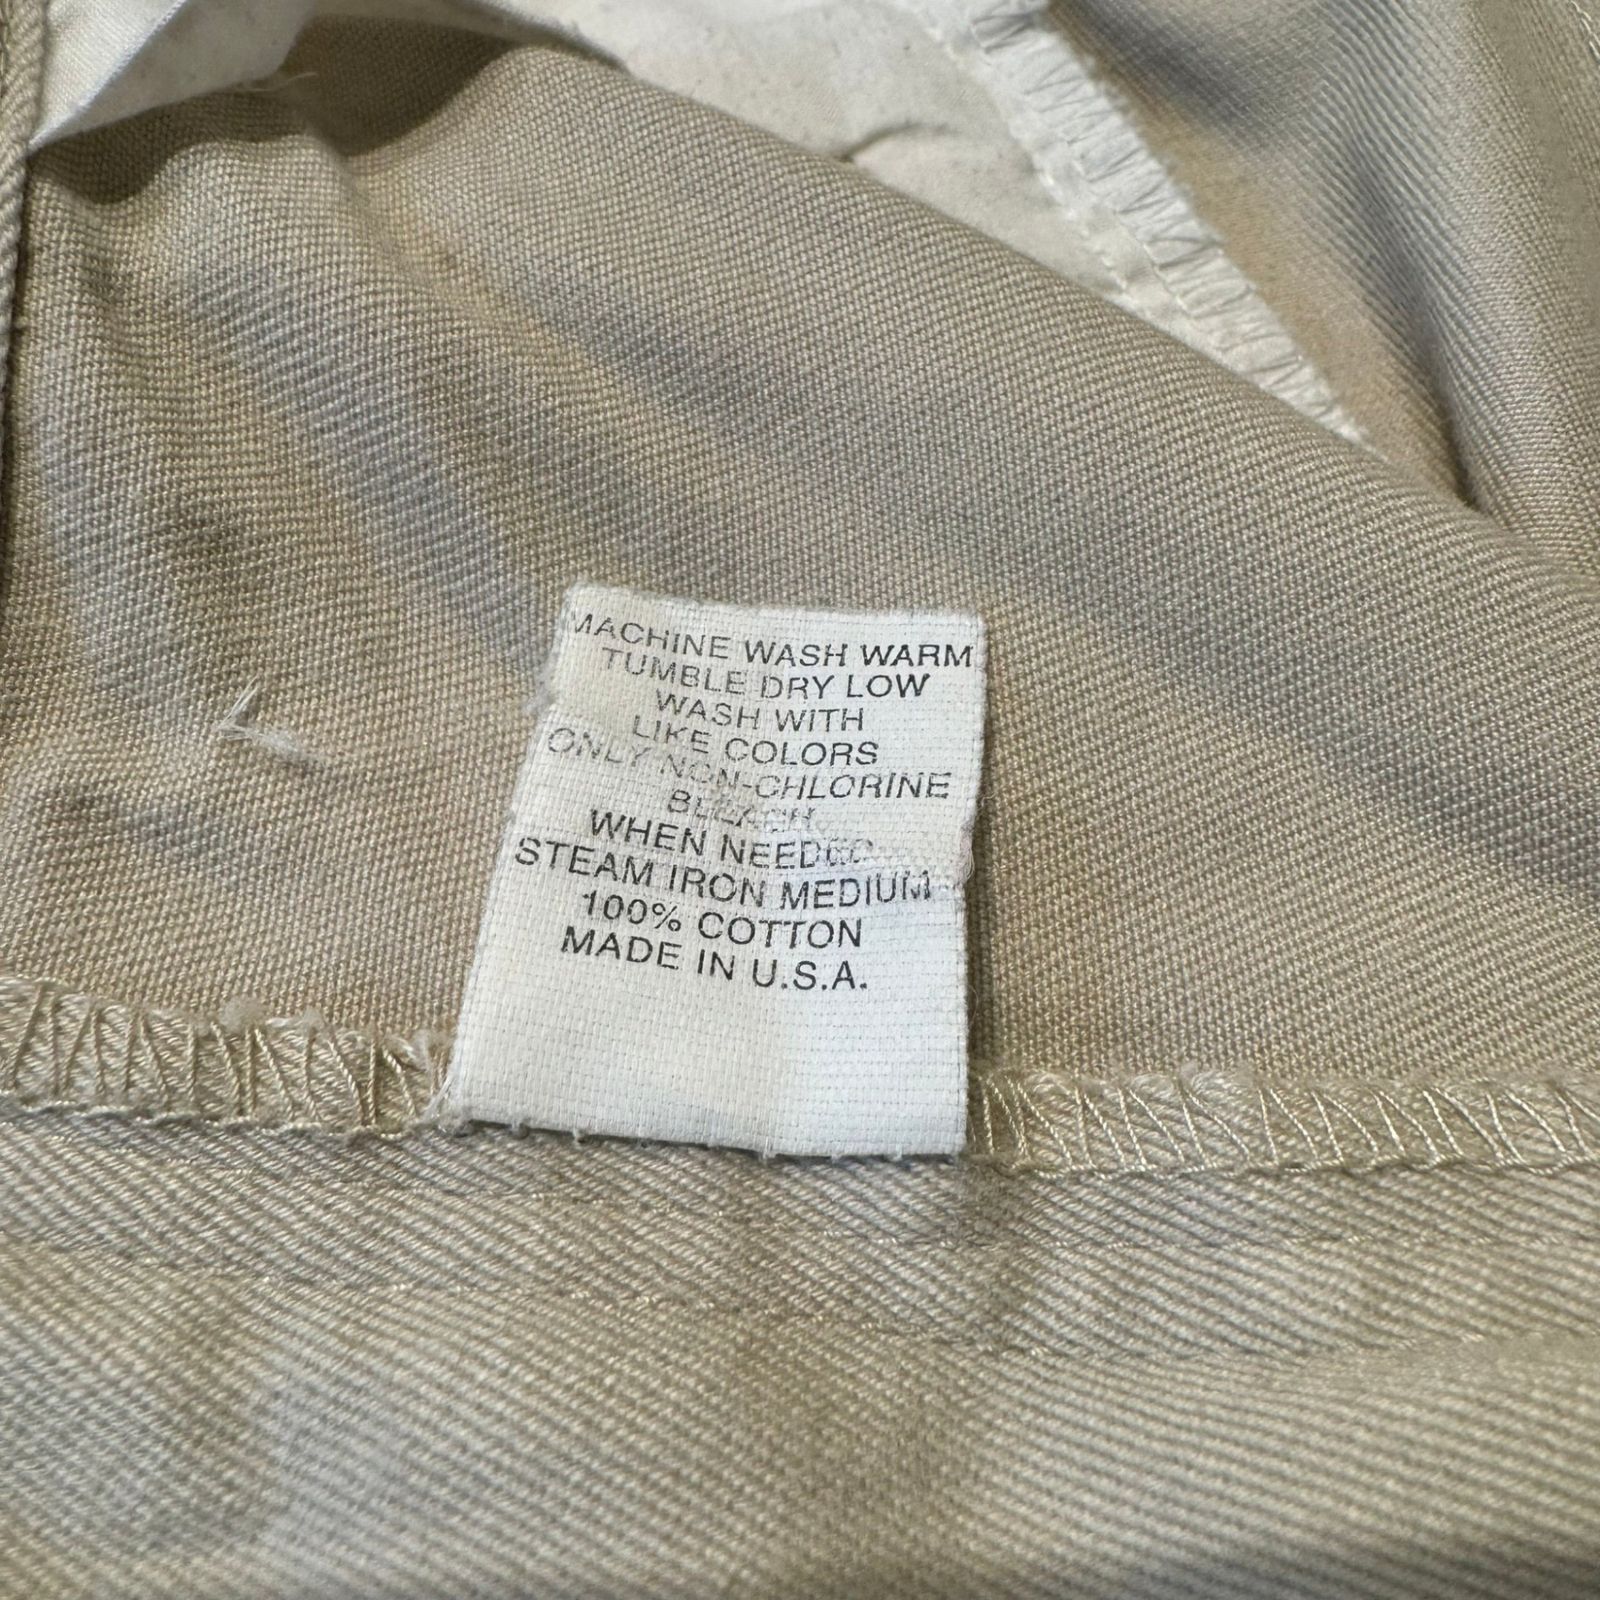 MACHINE WASH WARM
TUMBLE DRY LOW
WASH WITH
LIKE COLORS
ONLY NON-CHLORINE
BLEACH
WHEN NEEDED
STEAM IRON MEDIUM
100% COTTON
MADE IN U.S.A.